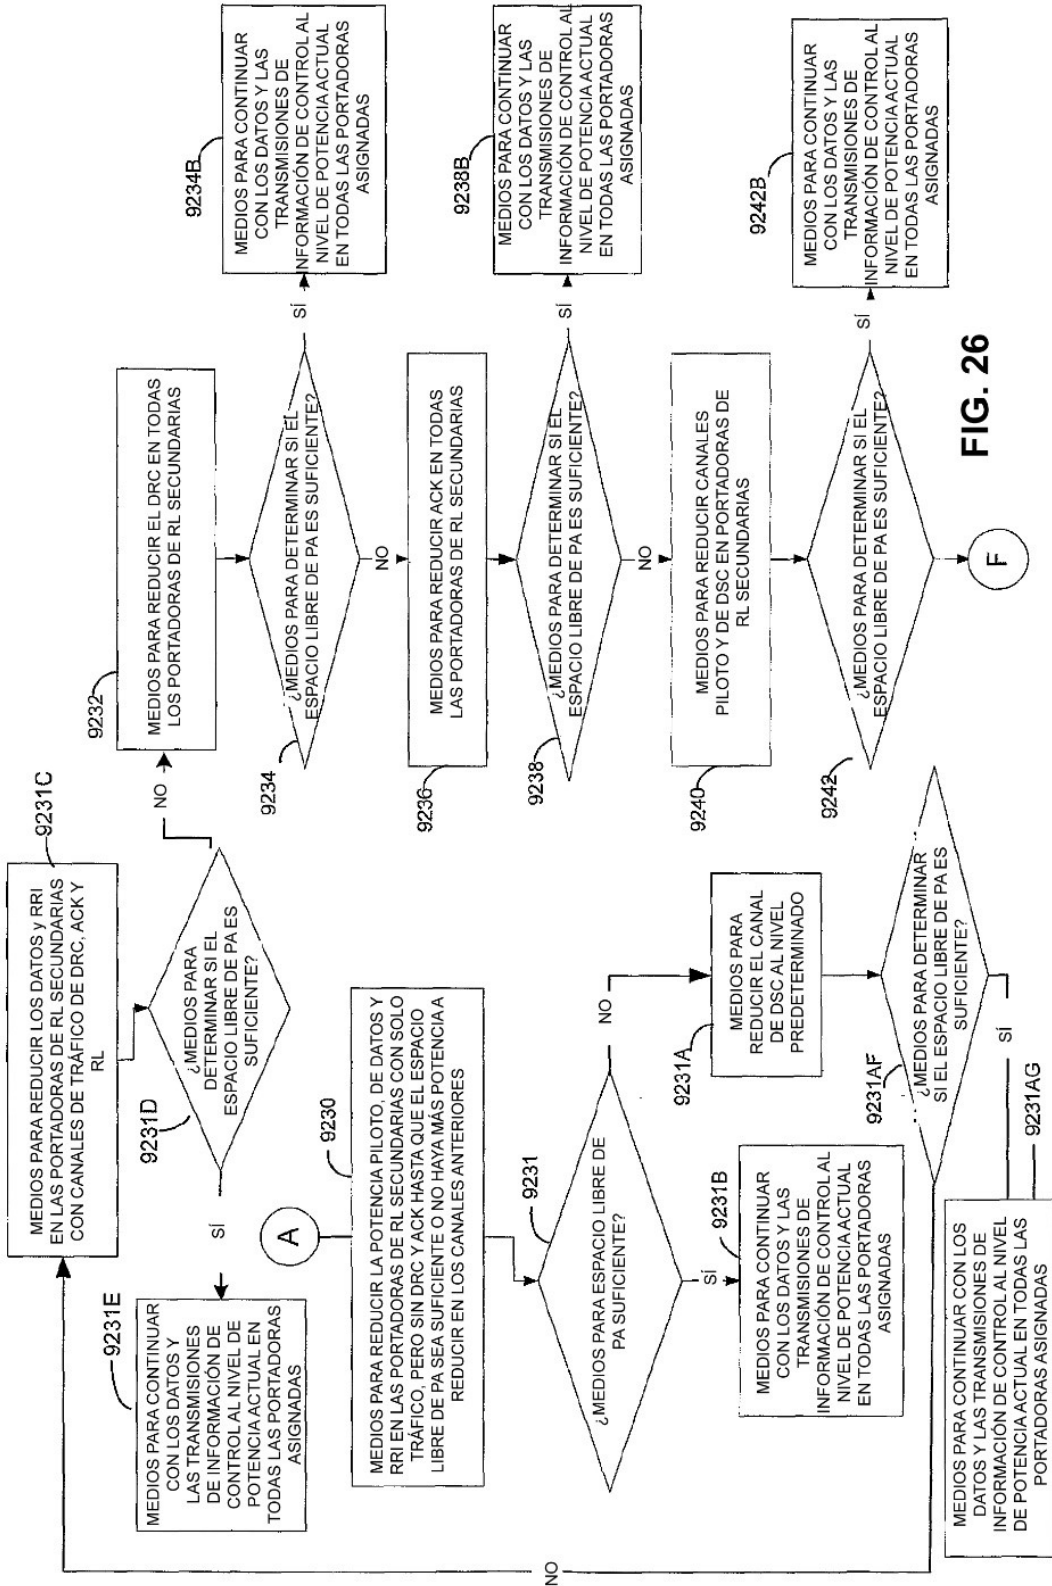 MEDIOS PARA REDUCIR LOS DATOS y RRI
EN LAS PORTADORAS DE RL SECUNDARIAS
CON CANALES DE TRÁFICO DE DRC, ACK Y
RL
9231C
¿MEDIOS PARA
DETERMINAR SI EL
ESPACIO LIBRE DE PA ES
SUFICIENTE?
9231D
NO
SÍ
9231E
MEDIOS PARA CONTINUAR
CON LOS DATOS Y
LAS TRANSMISIONES
DE INFORMACIÓN DE
CONTROL AL NIVEL DE
POTENCIA ACTUAL EN
TODAS LAS PORTADORAS
ASIGNADAS
A
9230
MEDIOS PARA REDUCIR LA POTENCIA PILOTO, DE DATOS Y
RRI EN LAS PORTADORAS DE RL SECUNDARIAS CON SOLO
TRÁFICO, PERO SIN DRC Y ACK HASTA QUE EL ESPACIO
LIBRE DE PA SEA SUFICIENTE O NO HAYA MÁS POTENCIA A
REDUCIR EN LOS CANALES ANTERIORES
9231
¿MEDIOS PARA ESPACIO LIBRE DE
PA SUFICIENTE?
SÍ
NO
9231B
MEDIOS PARA CONTINUAR
CON LOS DATOS Y LAS
TRANSMISIONES DE
INFORMACIÓN DE CONTROL AL
NIVEL DE POTENCIA ACTUAL
EN TODAS LAS PORTADORAS
ASIGNADAS
9231A
MEDIOS PARA
REDUCIR EL CANAL
DE DSC AL NIVEL
PREDETERMINADO
9231AF
¿MEDIOS PARA DETERMINAR
SI EL ESPACIO LIBRE DE PA ES
SUFICIENTE?
SÍ
NO
9231AG
MEDIOS PARA CONTINUAR CON LOS
DATOS Y LAS TRANSMISIONES DE
INFORMACIÓN DE CONTROL AL NIVEL
DE POTENCIA ACTUAL EN TODAS LAS
PORTADORAS ASIGNADAS
9232
MEDIOS PARA REDUCIR EL DRC EN TODAS
LOS PORTADORAS DE RL SECUNDARIAS
9234
¿MEDIOS PARA DETERMINAR SI EL
ESPACIO LIBRE DE PA ES SUFICIENTE?
SÍ
NO
9234B
MEDIOS PARA CONTINUAR
CON LOS DATOS Y LAS
TRANSMISIONES DE
INFORMACIÓN DE CONTROL AL
NIVEL DE POTENCIA ACTUAL
EN TODAS LAS PORTADORAS
ASIGNADAS
9236
MEDIOS PARA REDUCIR ACK EN TODAS
LAS PORTADORAS DE RL SECUNDARIAS
9238
¿MEDIOS PARA DETERMINAR SI EL
ESPACIO LIBRE DE PA ES SUFICIENTE?
SÍ
NO
9238B
MEDIOS PARA CONTINUAR
CON LOS DATOS Y LAS
TRANSMISIONES DE
INFORMACIÓN DE CONTROL AL
NIVEL DE POTENCIA ACTUAL
EN TODAS LAS PORTADORAS
ASIGNADAS
9240
MEDIOS PARA REDUCIR CANALES
PILOTO Y DE DSC EN PORTADORAS DE
RL SECUNDARIAS
9242
¿MEDIOS PARA DETERMINAR SI EL
ESPACIO LIBRE DE PA ES SUFICIENTE?
SÍ
9242B
MEDIOS PARA CONTINUAR
CON LOS DATOS Y LAS
TRANSMISIONES DE
INFORMACIÓN DE CONTROL AL
NIVEL DE POTENCIA ACTUAL
EN TODAS LAS PORTADORAS
ASIGNADAS
F
FIG. 26